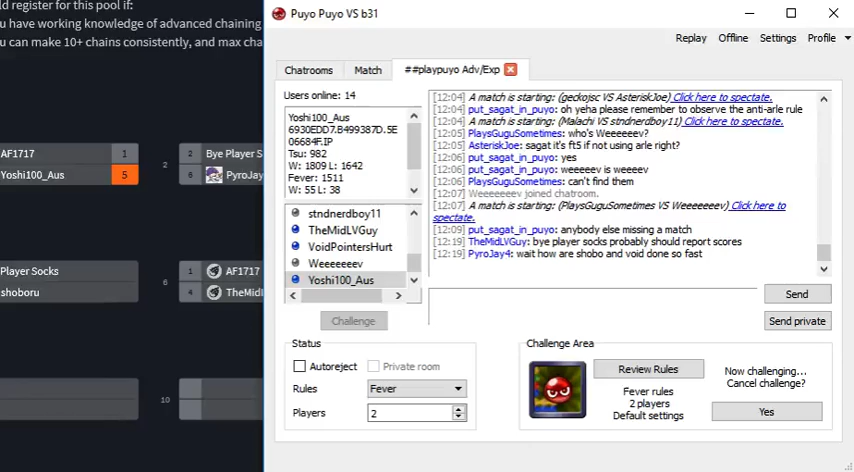 ld register for this pool if:
u have working knowledge of advanced chaining
u can make 10+ chains consistently, and max cha
AF1717 1
Yoshi100_Aus 5
2
2 Bye Player S
6 PyroJay
Player Socks
shoboru
6
1 AF1717
4 TheMidL
10
Puyo Puyo VS b31
Replay Offline Settings Profile
Chatrooms Match ##playpuyo Adv/Exp
Users online: 14
Yoshi100_Aus
6930EDD7.B499387D.5E
06684F.IP
Tsu: 982
W: 1809 L: 1642
Fever: 1511
W: 55 L: 38
stndnerdboy11
TheMidLVGuy
VoidPointersHurt
Weeeeeev
Yoshi100_Aus
Challenge
[12:04] A match is starting: (geckojsc VS AsteriskJoe) Click here to spectate.
[12:04] put_sagat_in_puyo: oh yeha please remember to observe the anti-arle rule
[12:04] A match is starting: (Malachi VS stndnerdboy11) Click here to spectate.
[12:05] PlaysGuguSometimes: who's Weeeeeev?
[12:05] AsteriskJoe: sagat it's ft5 if not using arle right?
[12:06] put_sagat_in_puyo: yes
[12:06] put_sagat_in_puyo: weeeeev is weeeev
[12:06] PlaysGuguSometimes: can't find them
[12:07] Weeeeeev joined chatroom.
[12:07] A match is starting: (PlaysGuguSometimes VS Weeeeeev) Click here to
spectate.
[12:09] put_sagat_in_puyo: anybody else missing a match
[12:19] TheMidLVGuy: bye player socks probably should report scores
[12:19] PyroJay4: wait how are shobo and void done so fast
Send
Send private
Status
Autoreject Private room
Rules Fever
Players 2
Challenge Area
Review Rules
Fever rules
2 players
Default settings
Now challenging...
Cancel challenge?
Yes